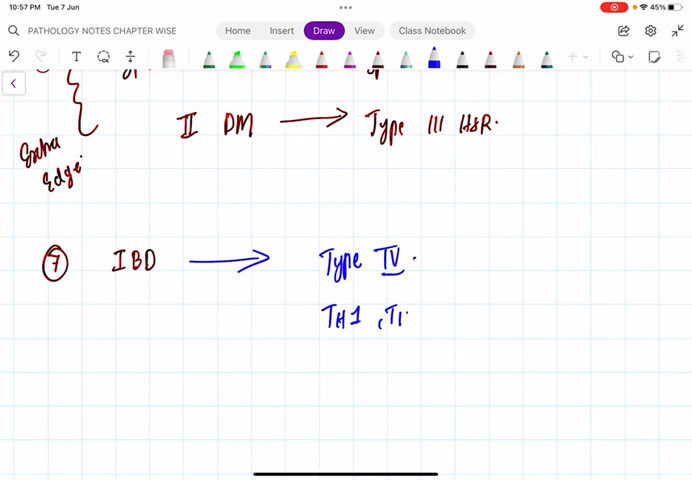 10:57 PM Tue 7 Jun
45%
PATHOLOGY NOTES CHAPTER WISE
Home Insert Draw View Class Notebook
II DM → Type III HSR.
Extra
Edge
7 IBD → Type IV.
TH1 ,